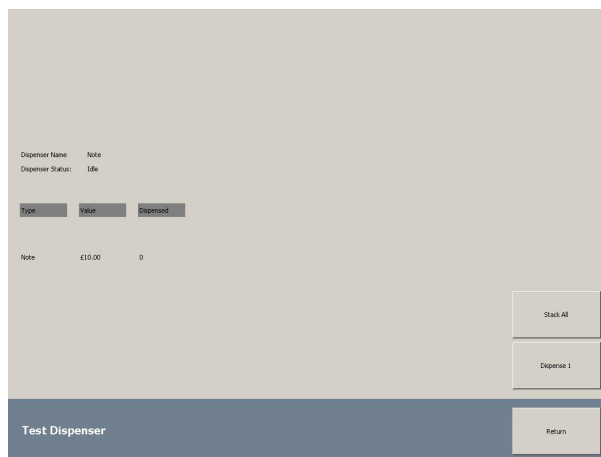 Dispenser Name Note
Dispenser Status: Idle
Type Value Dispensed
Note £10.00 0
Stack All
Dispense 1
Test Dispenser Return